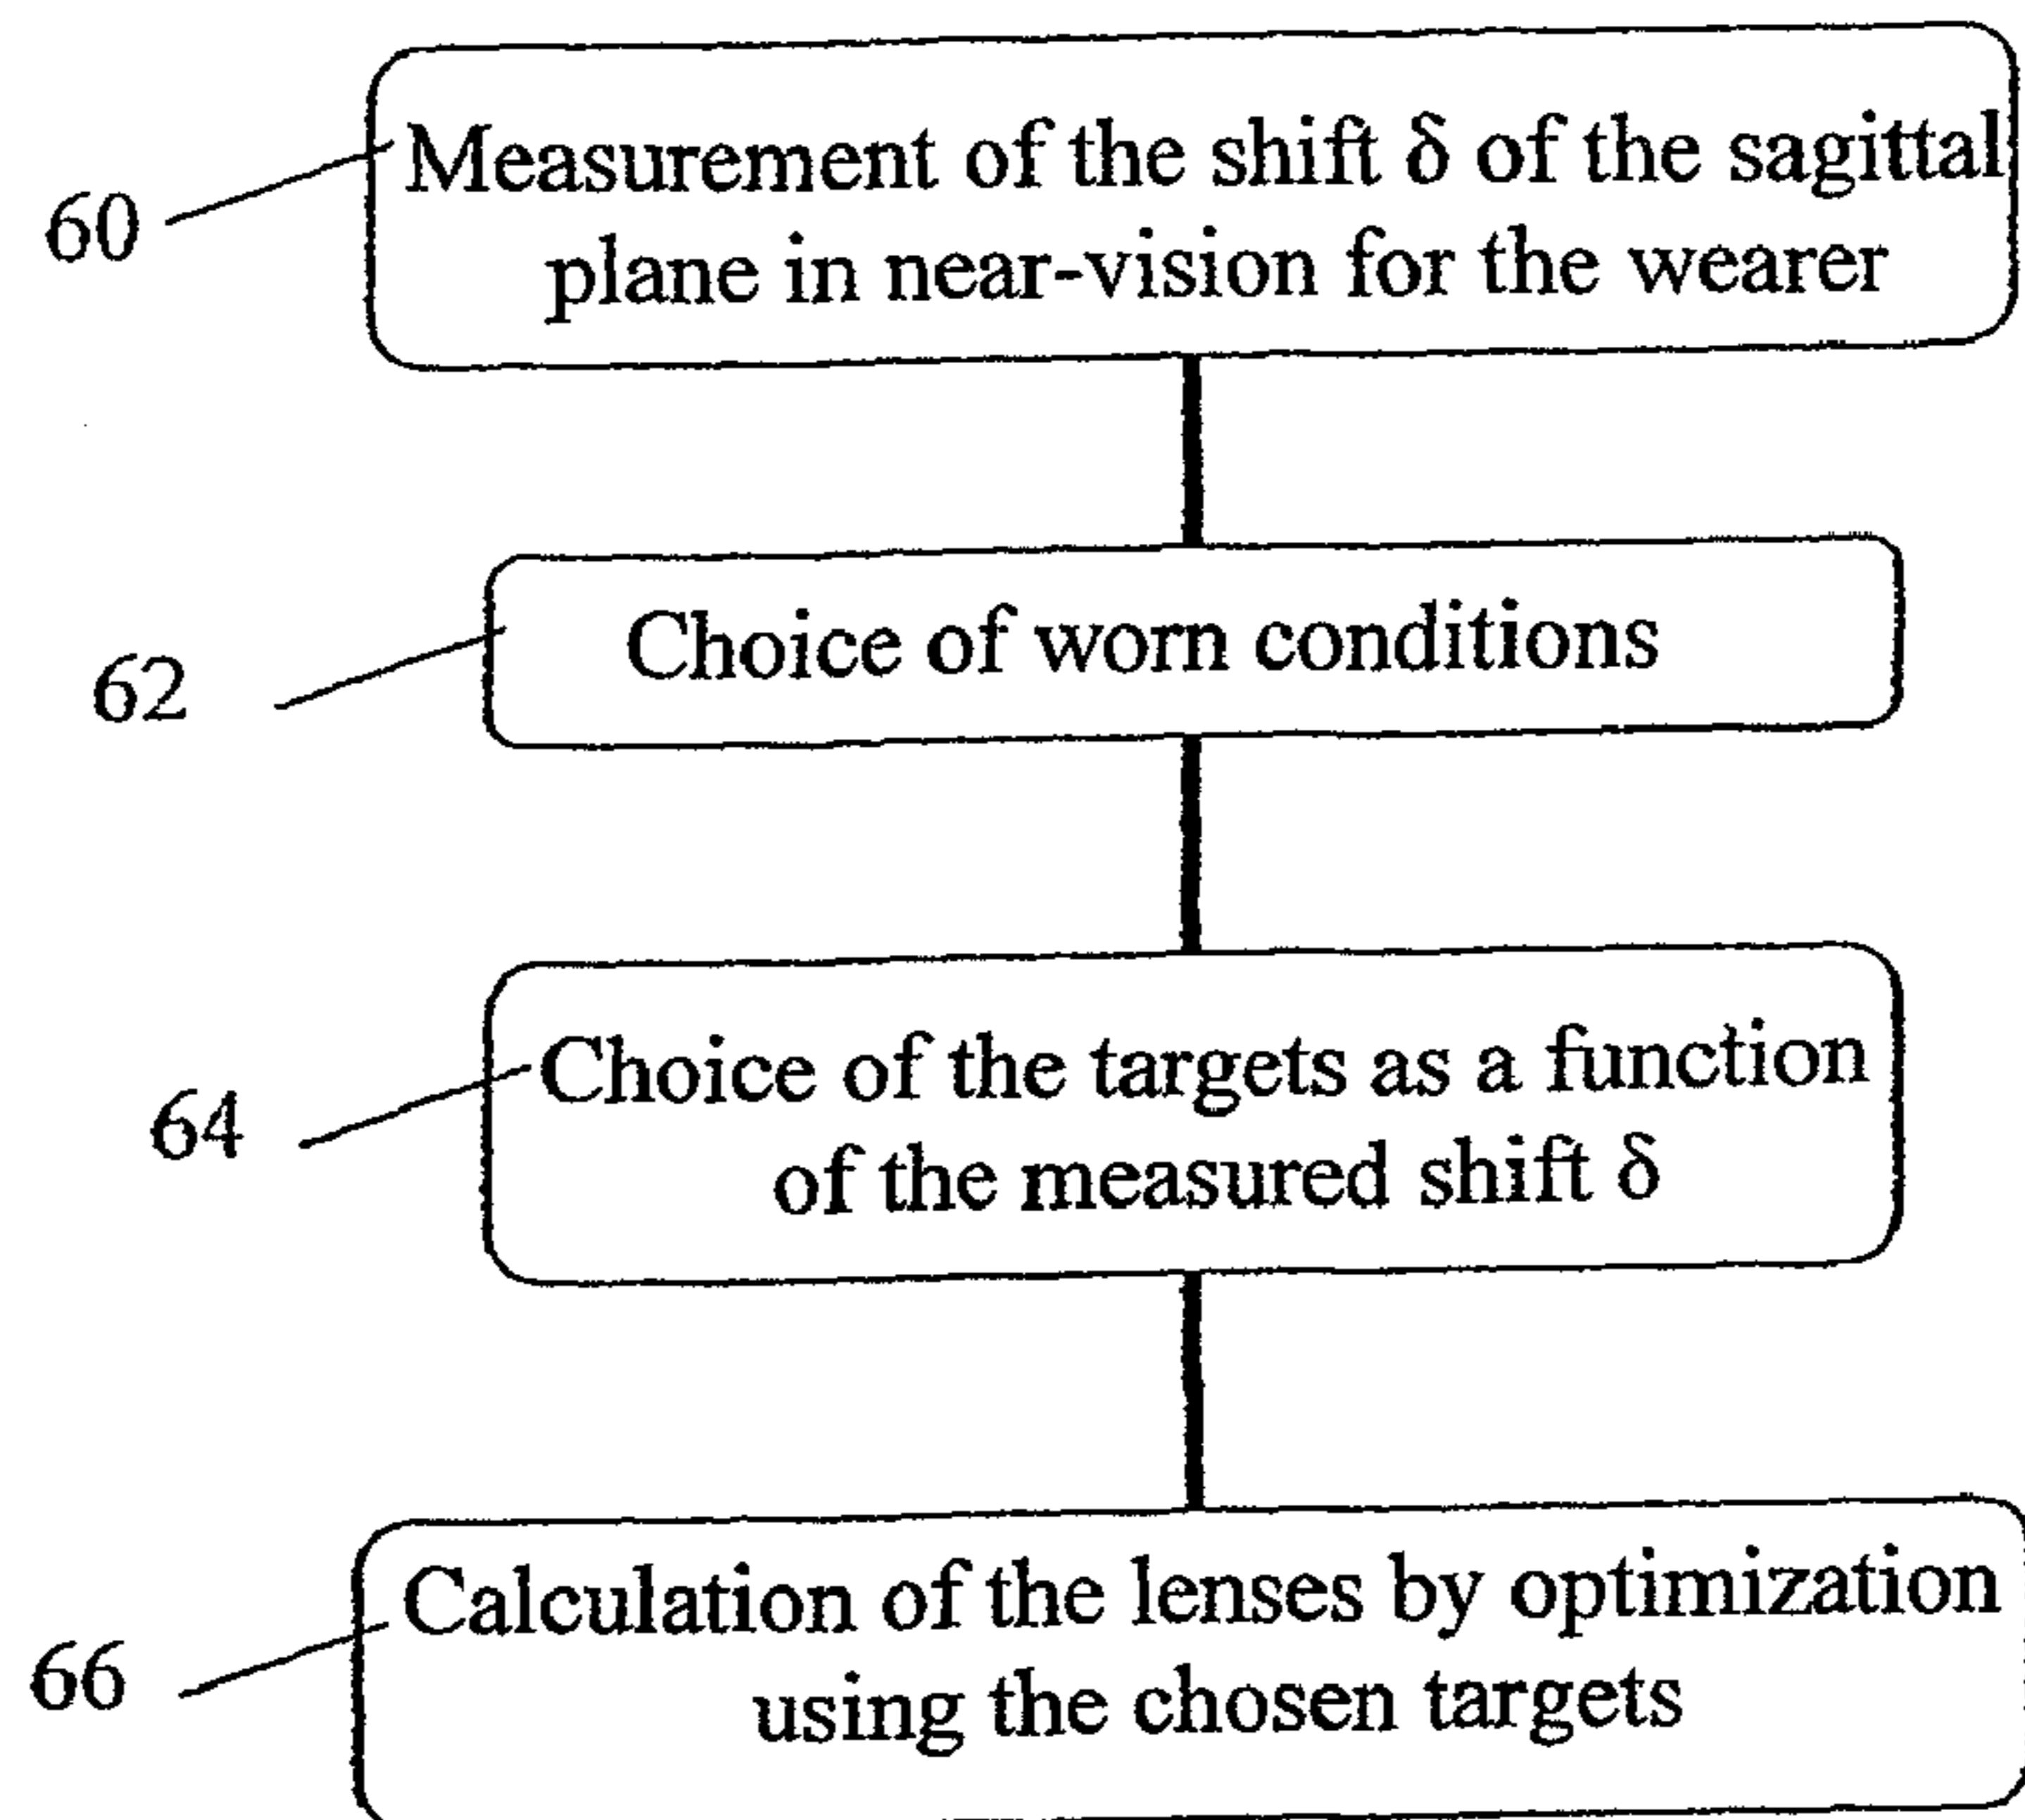 60
Measurement of the shift δ of the sagittal
plane in near-vision for the wearer
62
Choice of worn conditions
64
Choice of the targets as a function
of the measured shift δ
66
Calculation of the lenses by optimization
using the chosen targets